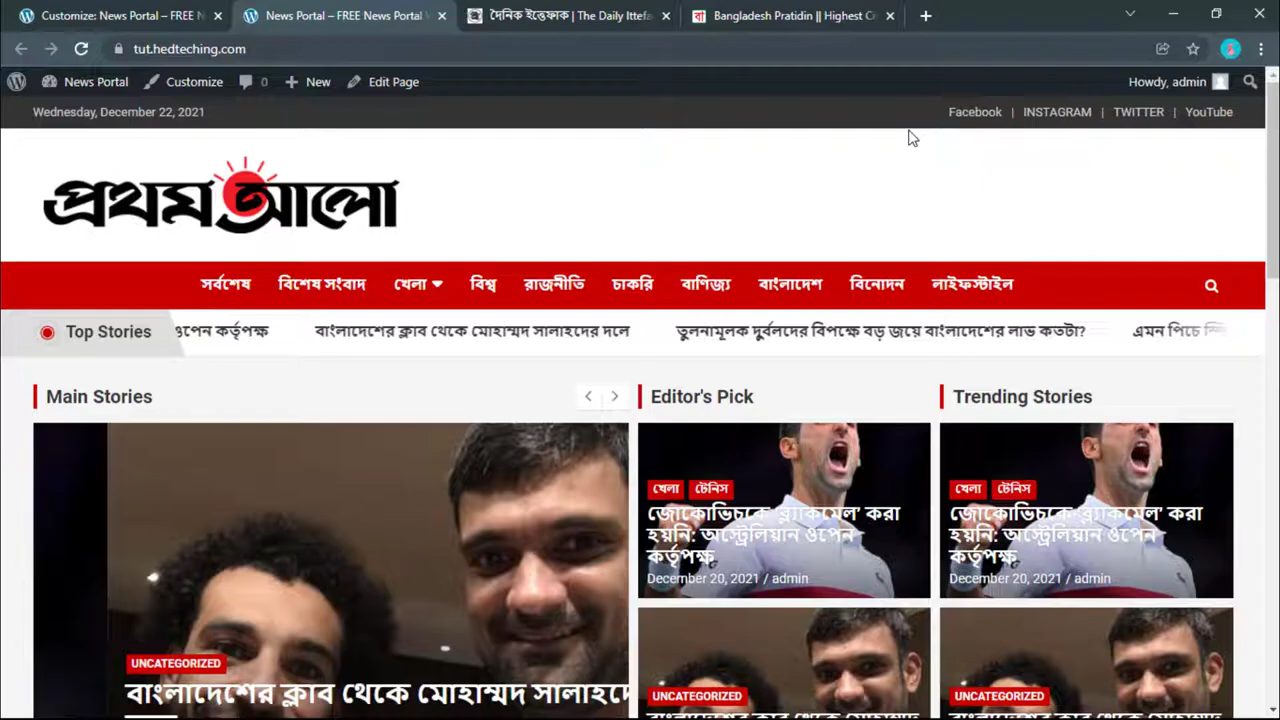 Customize: News Portal – FREE N
News Portal – FREE News Portal
দৈনিক ইত্তেফাক | The Daily Ittefa
Bangladesh Pratidin || Highest Ci
tut.hedteching.com
News Portal
Customize
0
New
Edit Page
Howdy, admin
Wednesday, December 22, 2021
Facebook | INSTAGRAM | TWITTER | YouTube
প্রথম আলো
সর্বশেষ বিশেষ সংবাদ খেলা বিশ্ব রাজনীতি চাকরি বাণিজ্য বাংলাদেশ বিনোদন লাইফস্টাইল
Top Stories
ওপেন কর্তৃপক্ষ বাংলাদেশের ক্লাব থেকে মোহাম্মদ সালাহদের দলে তুলনামূলক দুর্বলদের বিপক্ষে বড় জয়ে বাংলাদেশের লাভ কতটা? এমন পিচে
Main Stories
Editor's Pick
Trending Stories
UNCATEGORIZED
বাংলাদেশের ক্লাব থেকে মোহাম্মদ সালাহদে
খেলা টেনিস
জোকোভিচকে ‘ব্ল্যাকমেল’ করা
হয়নি: অস্ট্রেলিয়ান ওপেন
কর্তৃপক্ষ
December 20, 2021 / admin
UNCATEGORIZED
খেলা টেনিস
জোকোভিচকে ‘ব্ল্যাকমেল’ করা
হয়নি: অস্ট্রেলিয়ান ওপেন
কর্তৃপক্ষ
December 20, 2021 / admin
UNCATEGORIZED